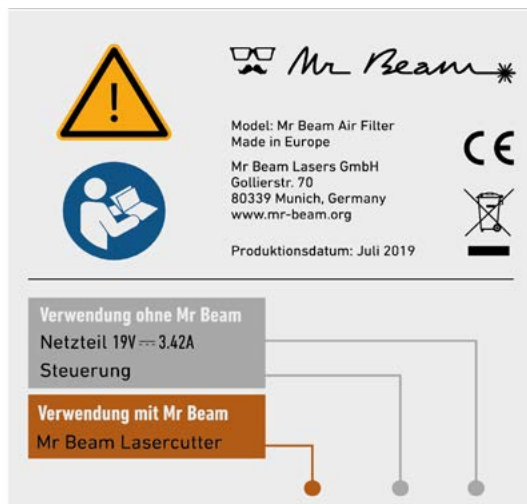 Mr Beam
Model: Mr Beam Air Filter
Made in Europe
Mr Beam Lasers GmbH
Gollierstr. 70
80339 Munich, Germany
www.mr-beam.org
CE
Produktionsdatum: Juli 2019
Verwendung ohne Mr Beam
Netzteil 19V ⎓ 3.42A
Steuerung
Verwendung mit Mr Beam
Mr Beam Lasercutter